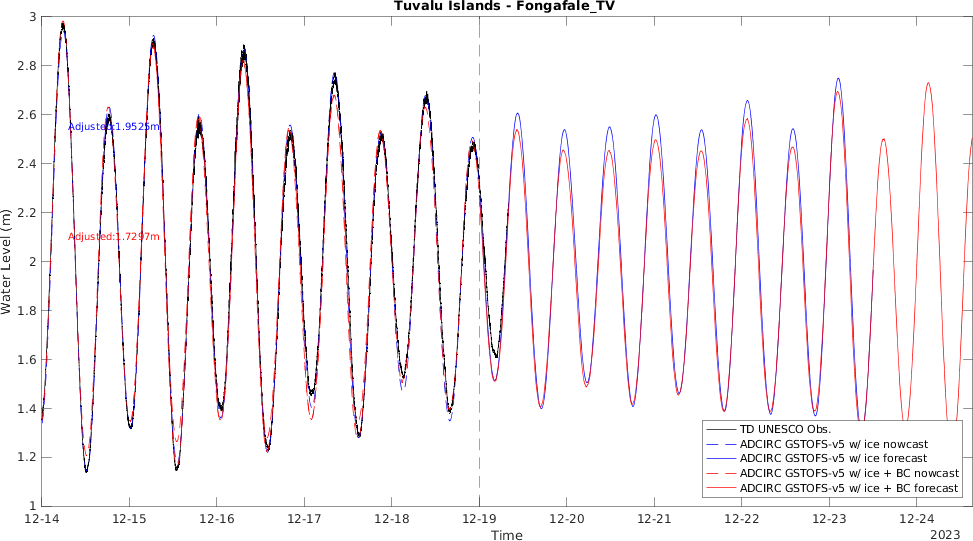 Tuvalu Islands - Fongafale_TV
3
2.8
2.6
2.4
2.2
2
1.8
1.6
1.4
1.2
1
Water Level (m)
Adjusted:1.9525m
Adjusted:1.7297m
TD UNESCO Obs.
ADCIRC GSTOFS-v5 w/ ice nowcast
ADCIRC GSTOFS-v5 w/ ice forecast
ADCIRC GSTOFS-v5 w/ ice + BC nowcast
ADCIRC GSTOFS-v5 w/ ice + BC forecast
12-14 12-15 12-16 12-17 12-18 12-19 12-20 12-21 12-22 12-23 12-24
Time
2023